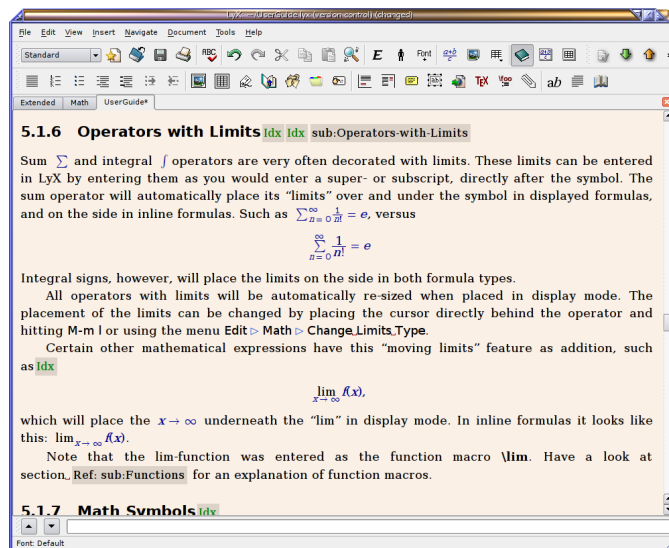 LyX: ~/UserGuide.lyx (version control) (changes)
File Edit View Insert Navigate Document Tools Help
Standard
Extended Math UserGuide*
5.1.6 Operators with Limits Idx Idx sub:Operators-with-Limits
Sum ∑ and integral ∫ operators are very often decorated with limits. These limits can be entered
in LyX by entering them as you would enter a super- or subscript, directly after the symbol. The
sum operator will automatically place its “limits” over and under the symbol in displayed formulas,
and on the side in inline formulas. Such as ∑_{n=0}^{∞} 1/n! = e, versus
∑_{n=0}^{∞} 1/n! = e
Integral signs, however, will place the limits on the side in both formula types.
All operators with limits will be automatically re-sized when placed in display mode. The
placement of the limits can be changed by placing the cursor directly behind the operator and
hitting M-m l or using the menu Edit ▷ Math ▷ Change Limits Type.
Certain other mathematical expressions have this “moving limits” feature as addition, such
as Idx
lim_{x→∞} f(x),
which will place the x → ∞ underneath the “lim” in display mode. In inline formulas it looks like
this: lim_{x→∞} f(x).
Note that the lim-function was entered as the function macro \lim. Have a look at
section Ref: sub:Functions for an explanation of function macros.
5.1.7 Math Symbols Idx
Font: Default